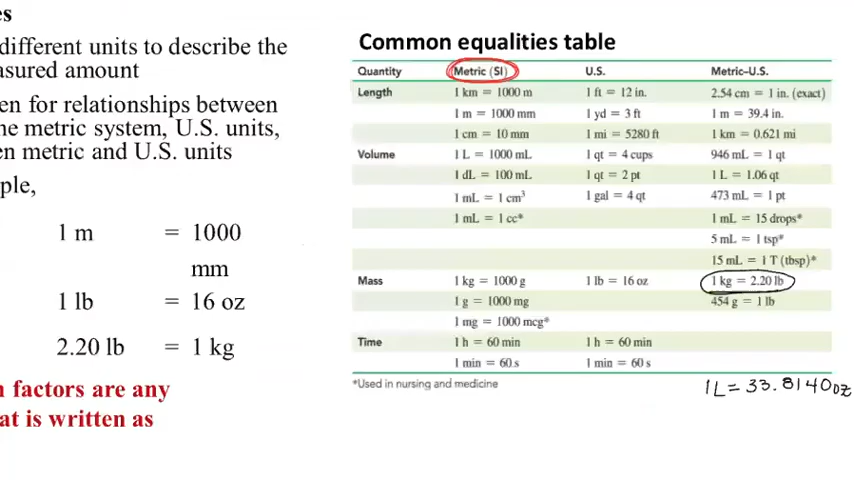 es
different units to describe the
asured amount
en for relationships between
ne metric system, U.S. units,
en metric and U.S. units
ple,
1 m = 1000
mm
1 lb = 16 oz
2.20 lb = 1 kg
n factors are any
at is written as
Common equalities table
Quantity Metric (SI) U.S. Metric–U.S.
Length 1 km = 1000 m 1 ft = 12 in. 2.54 cm = 1 in. (exact)
1 m = 1000 mm 1 yd = 3 ft 1 m = 39.4 in.
1 cm = 10 mm 1 mi = 5280 ft 1 km = 0.621 mi
Volume 1 L = 1000 mL 1 qt = 4 cups 946 mL = 1 qt
1 dL = 100 mL 1 qt = 2 pt 1 L = 1.06 qt
1 mL = 1 cm³ 1 gal = 4 qt 473 mL = 1 pt
1 mL = 1 cc* 1 mL = 15 drops*
5 mL = 1 tsp*
15 mL = 1 T (tbsp)*
Mass 1 kg = 1000 g 1 lb = 16 oz 1 kg = 2.20 lb
1 g = 1000 mg 454 g = 1 lb
1 mg = 1000 mcg*
Time 1 h = 60 min 1 h = 60 min
1 min = 60 s 1 min = 60 s
*Used in nursing and medicine
1L = 33.8140oz